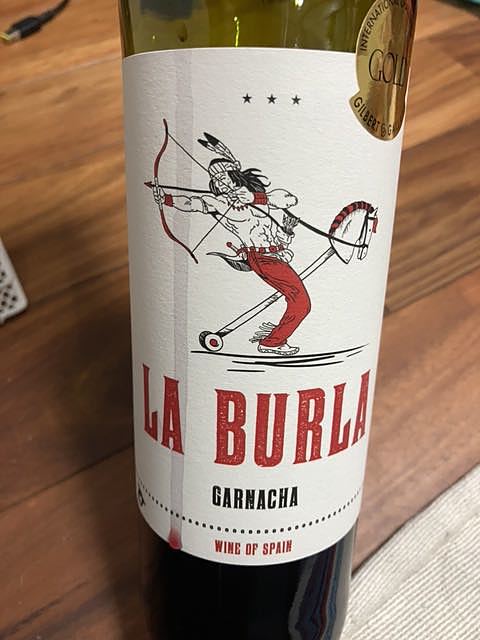 INTERNATIONAL
GOLD
GILBERT & G
★ ★ ★
LA BURLA
GARNACHA
WINE OF SPAIN